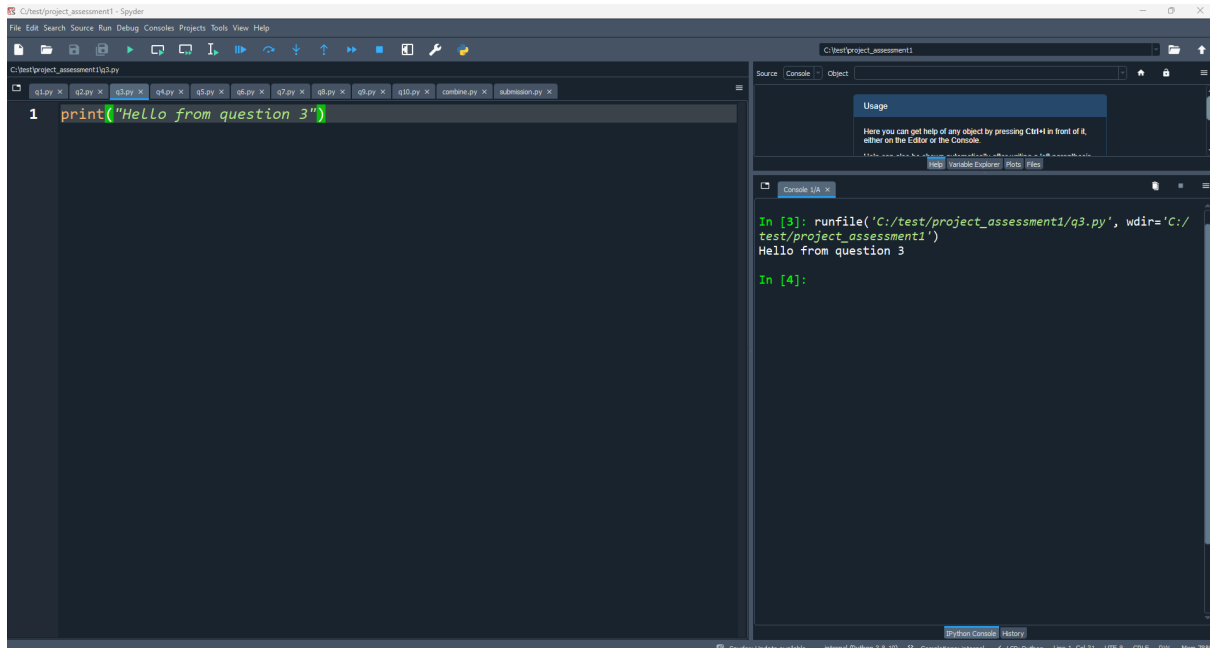 C:/test/project_assessment1 - Spyder
File Edit Search Source Run Debug Consoles Projects Tools View Help
C:/test/project_assessment1
C:\test\project_assessment1\q3.py
q1.py q2.py q3.py q4.py q5.py q6.py q7.py q8.py q9.py q10.py combine.py submission.py
1 print("Hello from question 3")
Source Console Object
Usage
Here you can get help of any object by pressing Ctrl+I in front of it,
either on the Editor or the Console.
Help Variable Explorer Plots Files
Console 1/A
In [3]: runfile('C:/test/project_assessment1/q3.py', wdir='C:/
test/project_assessment1')
Hello from question 3
In [4]:
IPython Console History